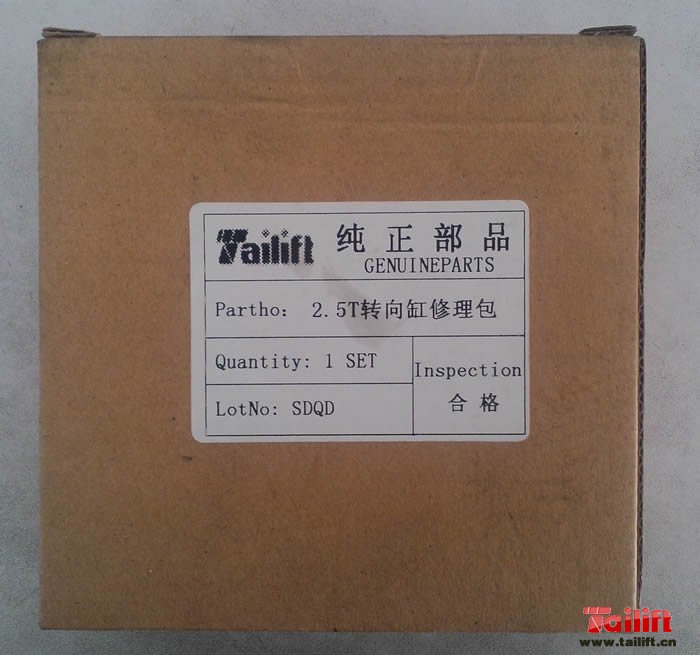 Tailift 纯正部品
GENUINEPARTS
Partho: 2.5T转向缸修理包
Quantity: 1 SET
Inspection
合格
LotNo: SDQD
Tailift
www.tailift.cn